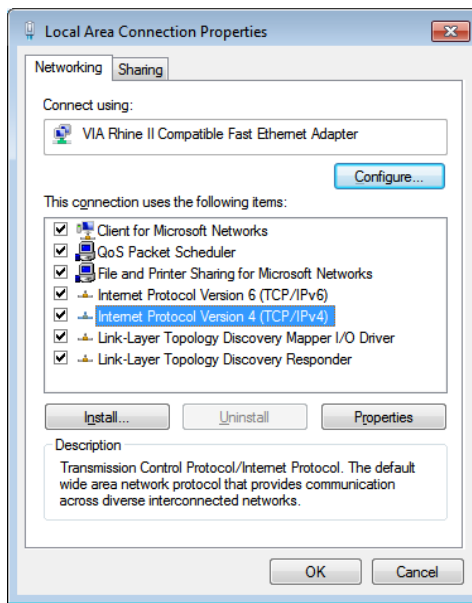 Local Area Connection Properties
Networking
Sharing
Connect using:
VIA Rhine II Compatible Fast Ethernet Adapter
Configure...
This connection uses the following items:
Client for Microsoft Networks
QoS Packet Scheduler
File and Printer Sharing for Microsoft Networks
Internet Protocol Version 6 (TCP/IPv6)
Internet Protocol Version 4 (TCP/IPv4)
Link-Layer Topology Discovery Mapper I/O Driver
Link-Layer Topology Discovery Responder
Install...
Uninstall
Properties
Description
Transmission Control Protocol/Internet Protocol. The default
wide area network protocol that provides communication
across diverse interconnected networks.
OK
Cancel